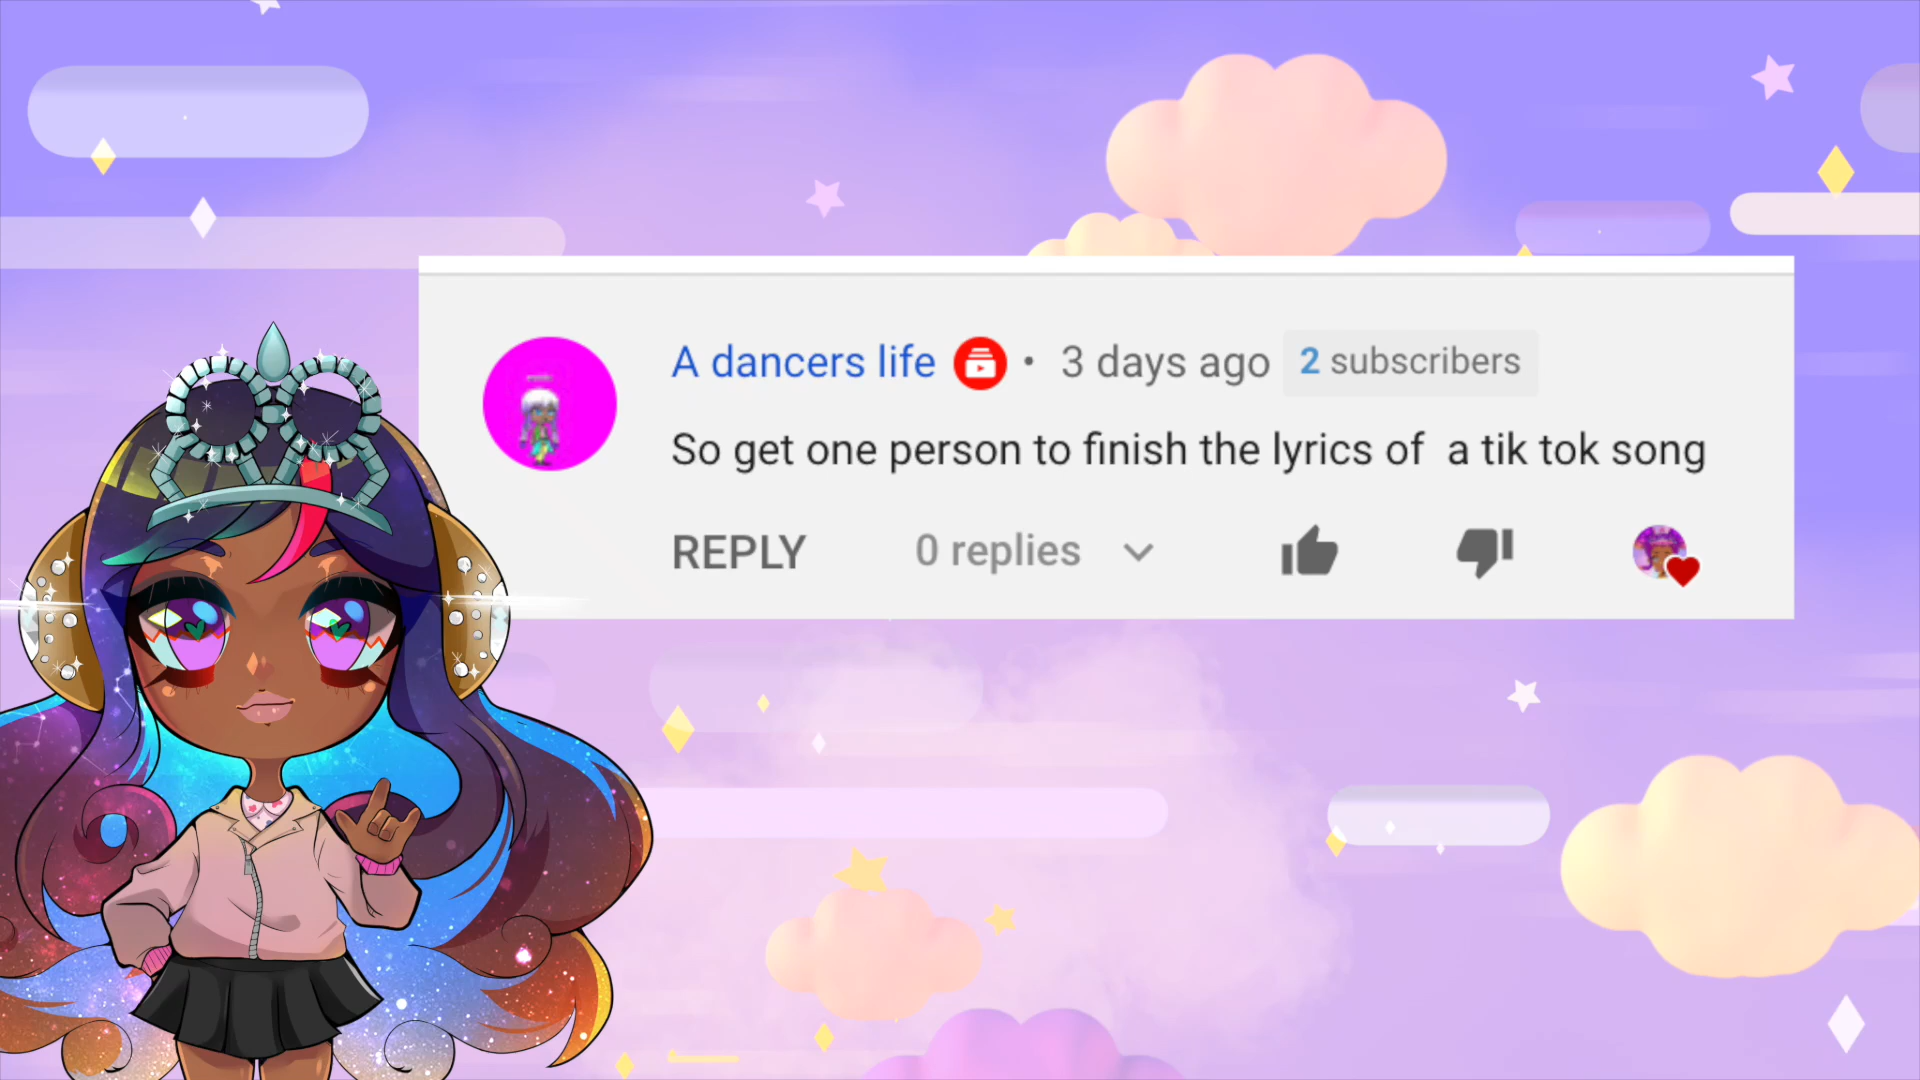 A dancers life • 3 days ago 2 subscribers
So get one person to finish the lyrics of  a tik tok song
REPLY 0 replies